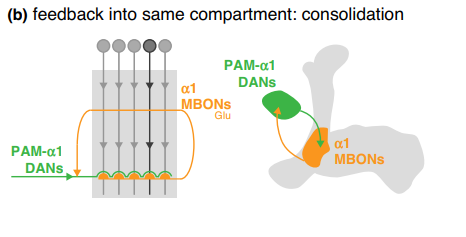 (b) feedback into same compartment: consolidation
α1
MBONs
Glu
PAM-α1
DANs
PAM-α1
DANs
α1
MBONs